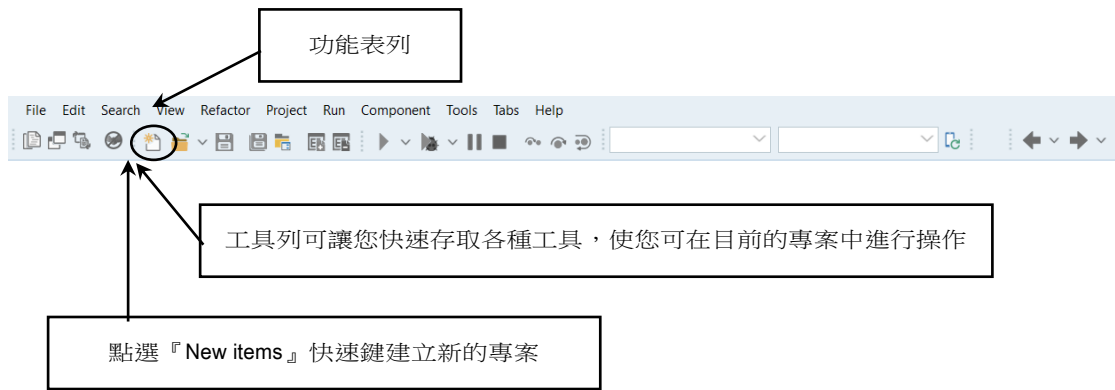 功能表列
File Edit Search View Refactor Project Run Component Tools Tabs Help
工具列可讓您快速存取各種工具，使您可在目前的專案中進行操作
點選『New items』快速鍵建立新的專案